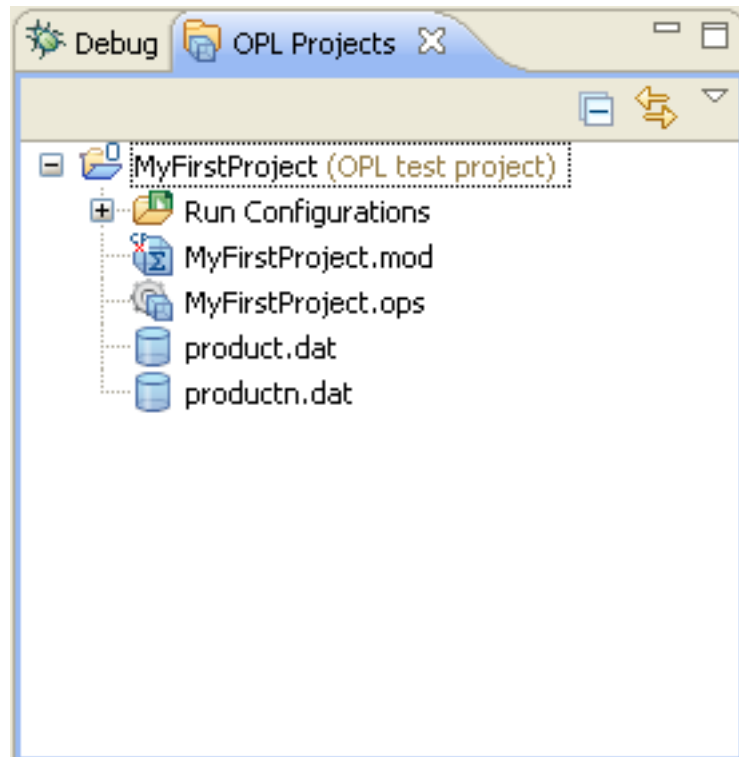 Debug OPL Projects
MyFirstProject (OPL test project)
Run Configurations
MyFirstProject.mod
MyFirstProject.ops
product.dat
productn.dat